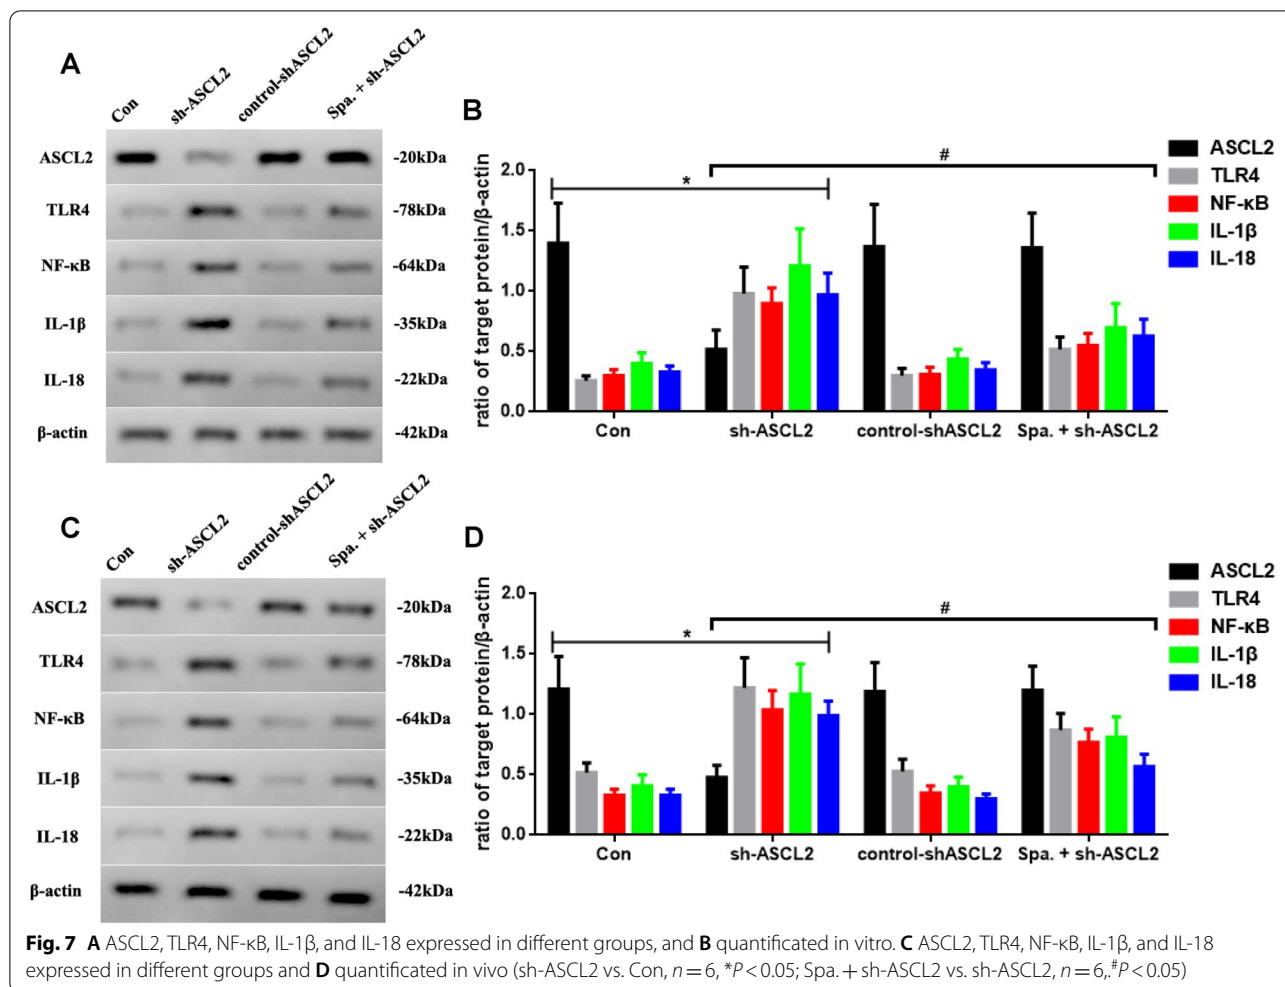 A
Con
sh-ASCL2
control-shASCL2
Spa. + sh-ASCL2
ASCL2
-20kDa
TLR4
-78kDa
NF-κB
-64kDa
IL-1β
-35kDa
IL-18
-22kDa
β-actin
-42kDa
B
ratio of target protein/β-actin
2.0
1.5
1.0
0.5
0.0
*
#
Con
sh-ASCL2
control-shASCL2
Spa. + sh-ASCL2
ASCL2
TLR4
NF-κB
IL-1β
IL-18
C
Con
sh-ASCL2
control-shASCL2
Spa. + sh-ASCL2
ASCL2
-20kDa
TLR4
-78kDa
NF-κB
-64kDa
IL-1β
-35kDa
IL-18
-22kDa
β-actin
-42kDa
D
ratio of target protein/β-actin
2.0
1.5
1.0
0.5
0.0
*
#
Con
sh-ASCL2
control-shASCL2
Spa. + sh-ASCL2
ASCL2
TLR4
NF-κB
IL-1β
IL-18
Fig. 7 A ASCL2, TLR4, NF-κB, IL-1β, and IL-18 expressed in different groups, and B quantificated in vitro. C ASCL2, TLR4, NF-κB, IL-1β, and IL-18
expressed in different groups and D quantificated in vivo (sh-ASCL2 vs. Con, n = 6, *P < 0.05; Spa. + sh-ASCL2 vs. sh-ASCL2, n = 6,.#P < 0.05)